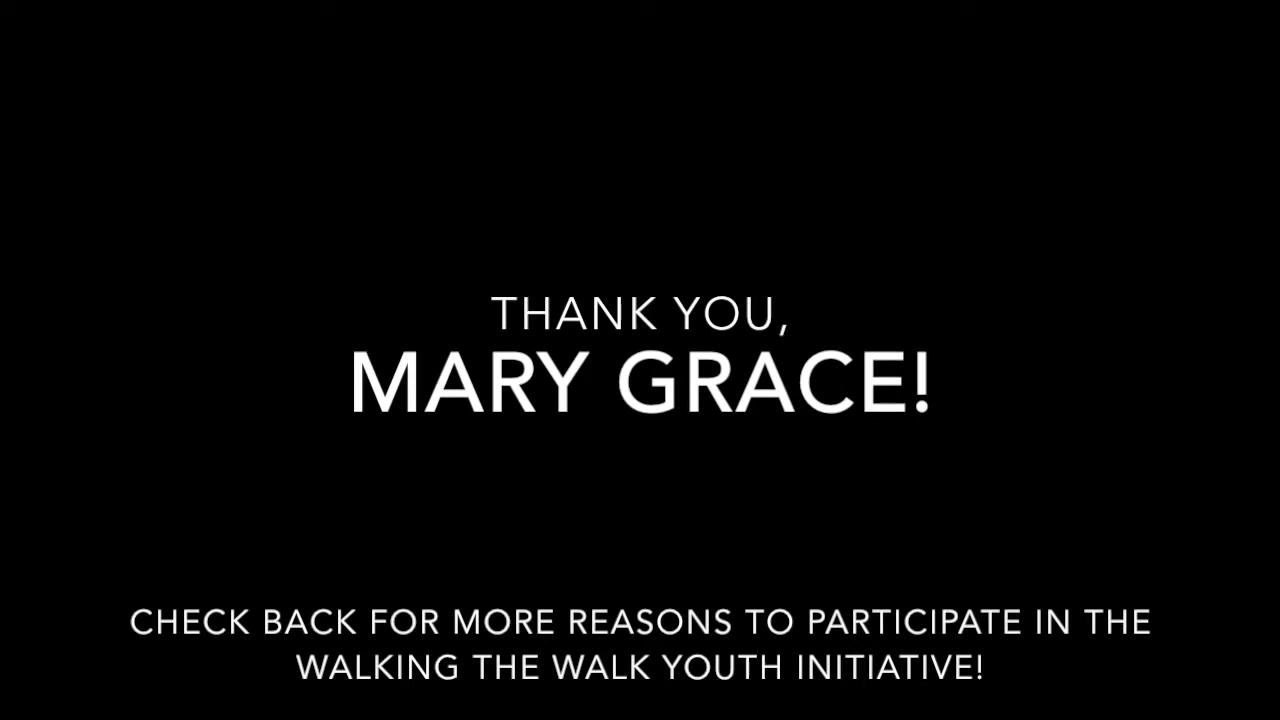 THANK YOU,
MARY GRACE!
CHECK BACK FOR MORE REASONS TO PARTICIPATE IN THE
WALKING THE WALK YOUTH INITIATIVE!